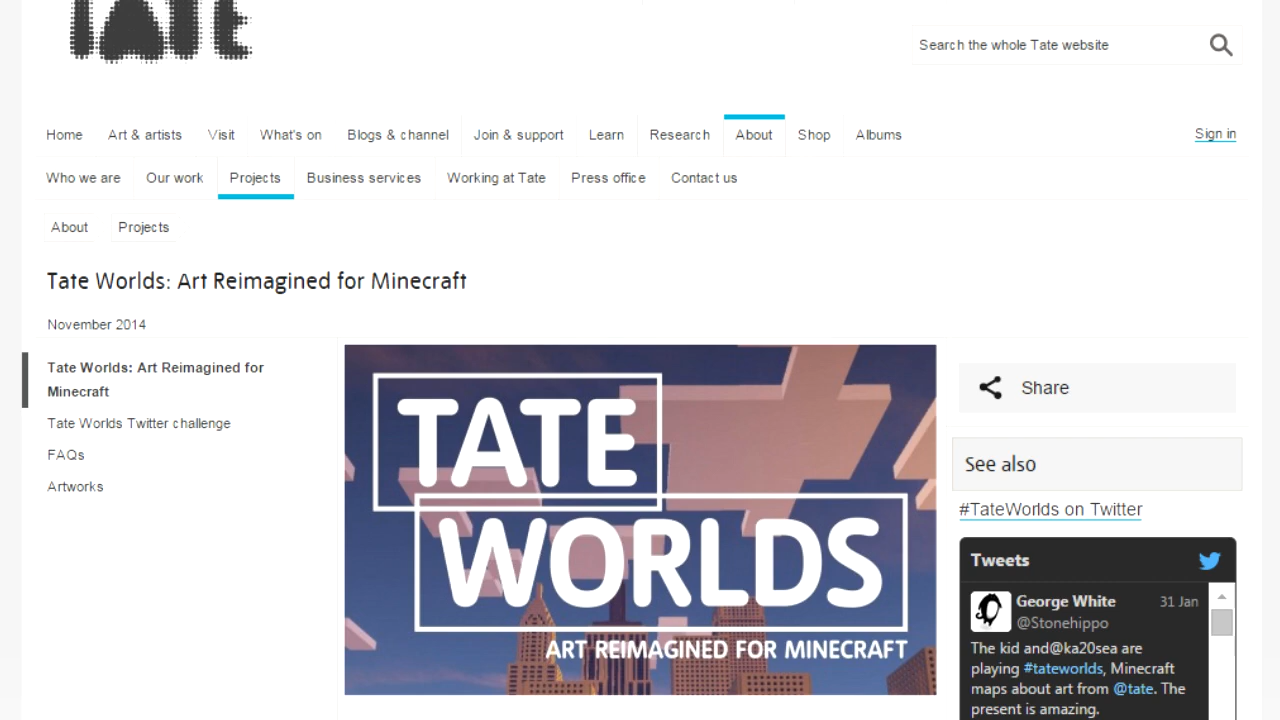 TATE
Search the whole Tate website
Home Art & artists Visit What's on Blogs & channel Join & support Learn Research About Shop Albums Sign in
Who we are Our work Projects Business services Working at Tate Press office Contact us
About Projects
Tate Worlds: Art Reimagined for Minecraft
November 2014
Tate Worlds: Art Reimagined for
Minecraft
Tate Worlds Twitter challenge
FAQs
Artworks
TATE
WORLDS
ART REIMAGINED FOR MINECRAFT
Share
See also
#TateWorlds on Twitter
Tweets
George White 31 Jan
@Stonehippo
The kid and@ka20sea are
playing #tateworlds, Minecraft
maps about art from @tate. The
present is amazing.